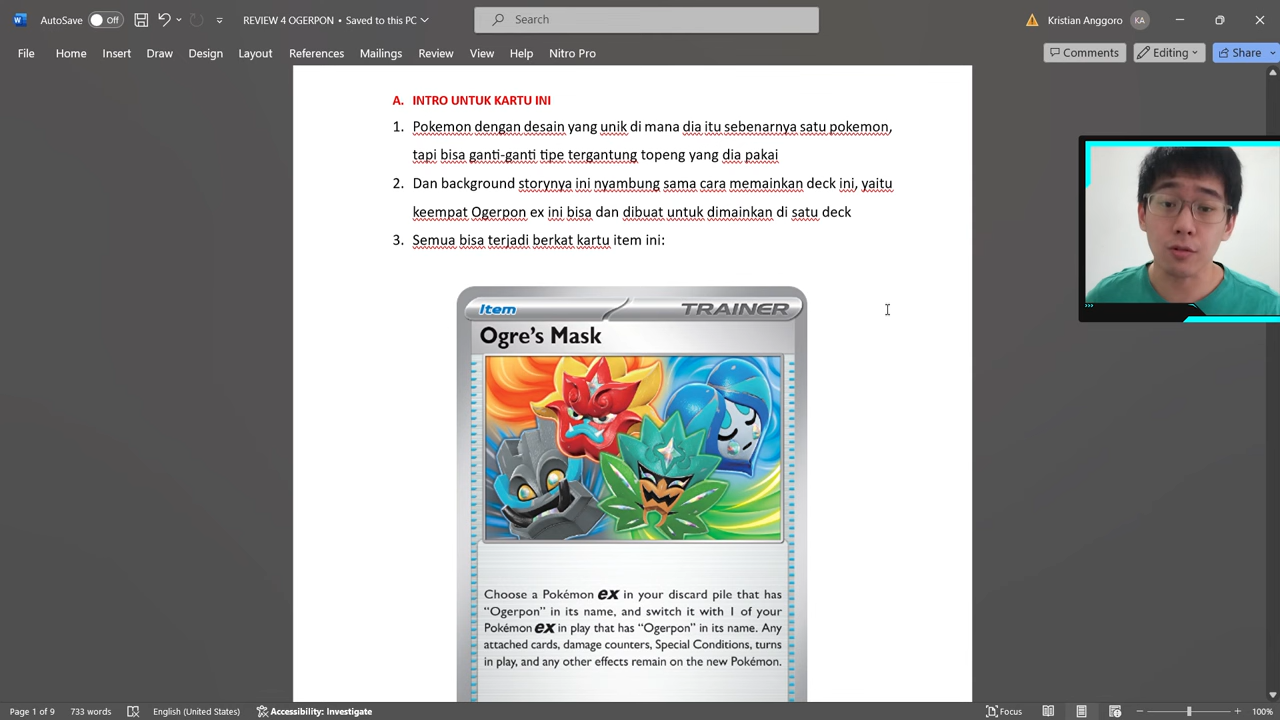 AutoSave Off REVIEW 4 OGERPON • Saved to this PC Search Kristian Anggoro KA
File Home Insert Draw Design Layout References Mailings Review View Help Nitro Pro Comments Editing Share
A. INTRO UNTUK KARTU INI
1. Pokemon dengan desain yang unik di mana dia itu sebenarnya satu pokemon,
tapi bisa ganti-ganti tipe tergantung topeng yang dia pakai
2. Dan background storynya ini nyambung sama cara memainkan deck ini, yaitu
keempat Ogerpon ex ini bisa dan dibuat untuk dimainkan di satu deck
3. Semua bisa terjadi berkat kartu item ini:
Item TRAINER
Ogre's Mask
Choose a Pokémon ex in your discard pile that has
"Ogerpon" in its name, and switch it with 1 of your
Pokémon ex in play that has "Ogerpon" in its name. Any
attached cards, damage counters, Special Conditions, turns
in play, and any other effects remain on the new Pokémon.
Page 1 of 9 733 words English (United States) Accessibility: Investigate Focus 100%